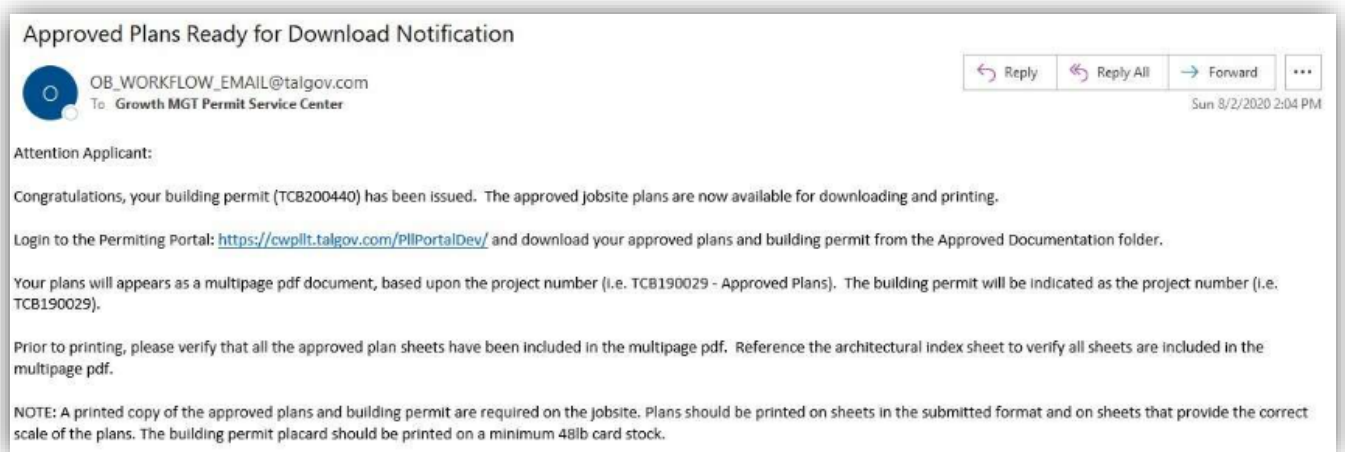 Approved Plans Ready for Download Notification
O
OB_WORKFLOW_EMAIL@talgov.com
To Growth MGT Permit Service Center
Reply
Reply All
Forward
...
Sun 8/2/2020 2:04 PM
Attention Applicant:
Congratulations, your building permit (TCB200440) has been issued. The approved jobsite plans are now available for downloading and printing.
Login to the Permiting Portal: https://cwpllt.talgov.com/PllPortalDev/ and download your approved plans and building permit from the Approved Documentation folder.
Your plans will appears as a multipage pdf document, based upon the project number (i.e. TCB190029 - Approved Plans). The building permit will be indicated as the project number (i.e.
TCB190029).
Prior to printing, please verify that all the approved plan sheets have been included in the multipage pdf. Reference the architectural index sheet to verify all sheets are included in the
multipage pdf.
NOTE: A printed copy of the approved plans and building permit are required on the jobsite. Plans should be printed on sheets in the submitted format and on sheets that provide the correct
scale of the plans. The building permit placard should be printed on a minimum 48lb card stock.